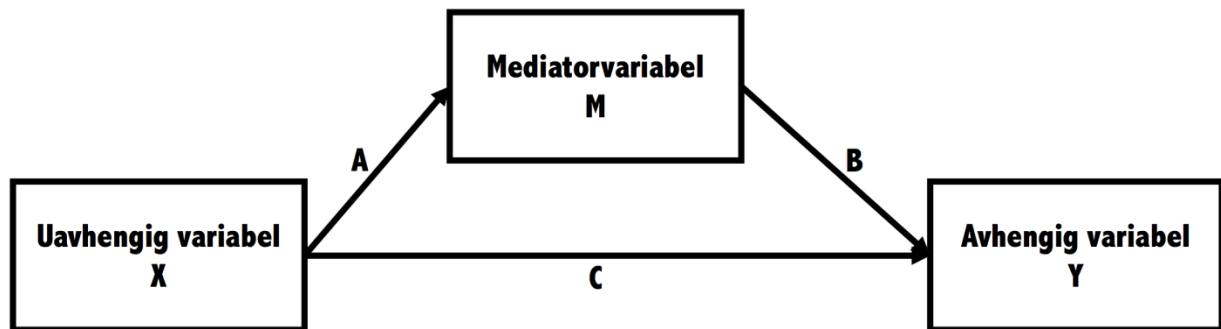 Mediatorvariabel
M
A
B
Uavhengig variabel
X
C
Avhengig variabel
Y